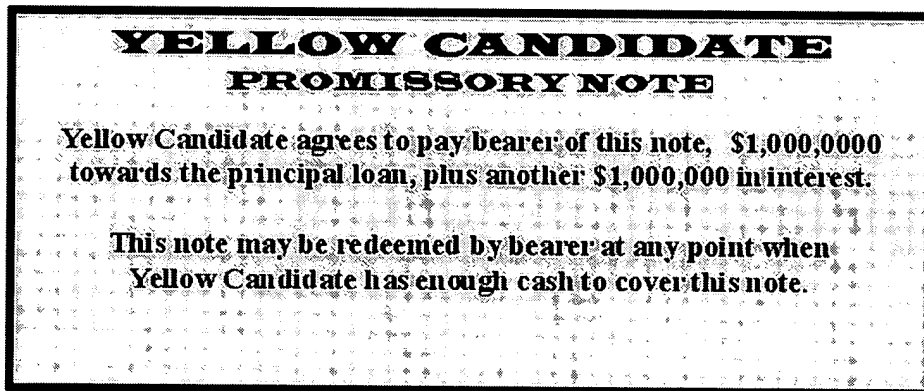 YELLOW CANDIDATE
PROMISSORY NOTE
Yellow Candidate agrees to pay bearer of this note, $1,000,0000
towards the principal loan, plus another $1,000,000 in interest.
This note may be redeemed by bearer at any point when
Yellow Candidate has enough cash to cover this note.